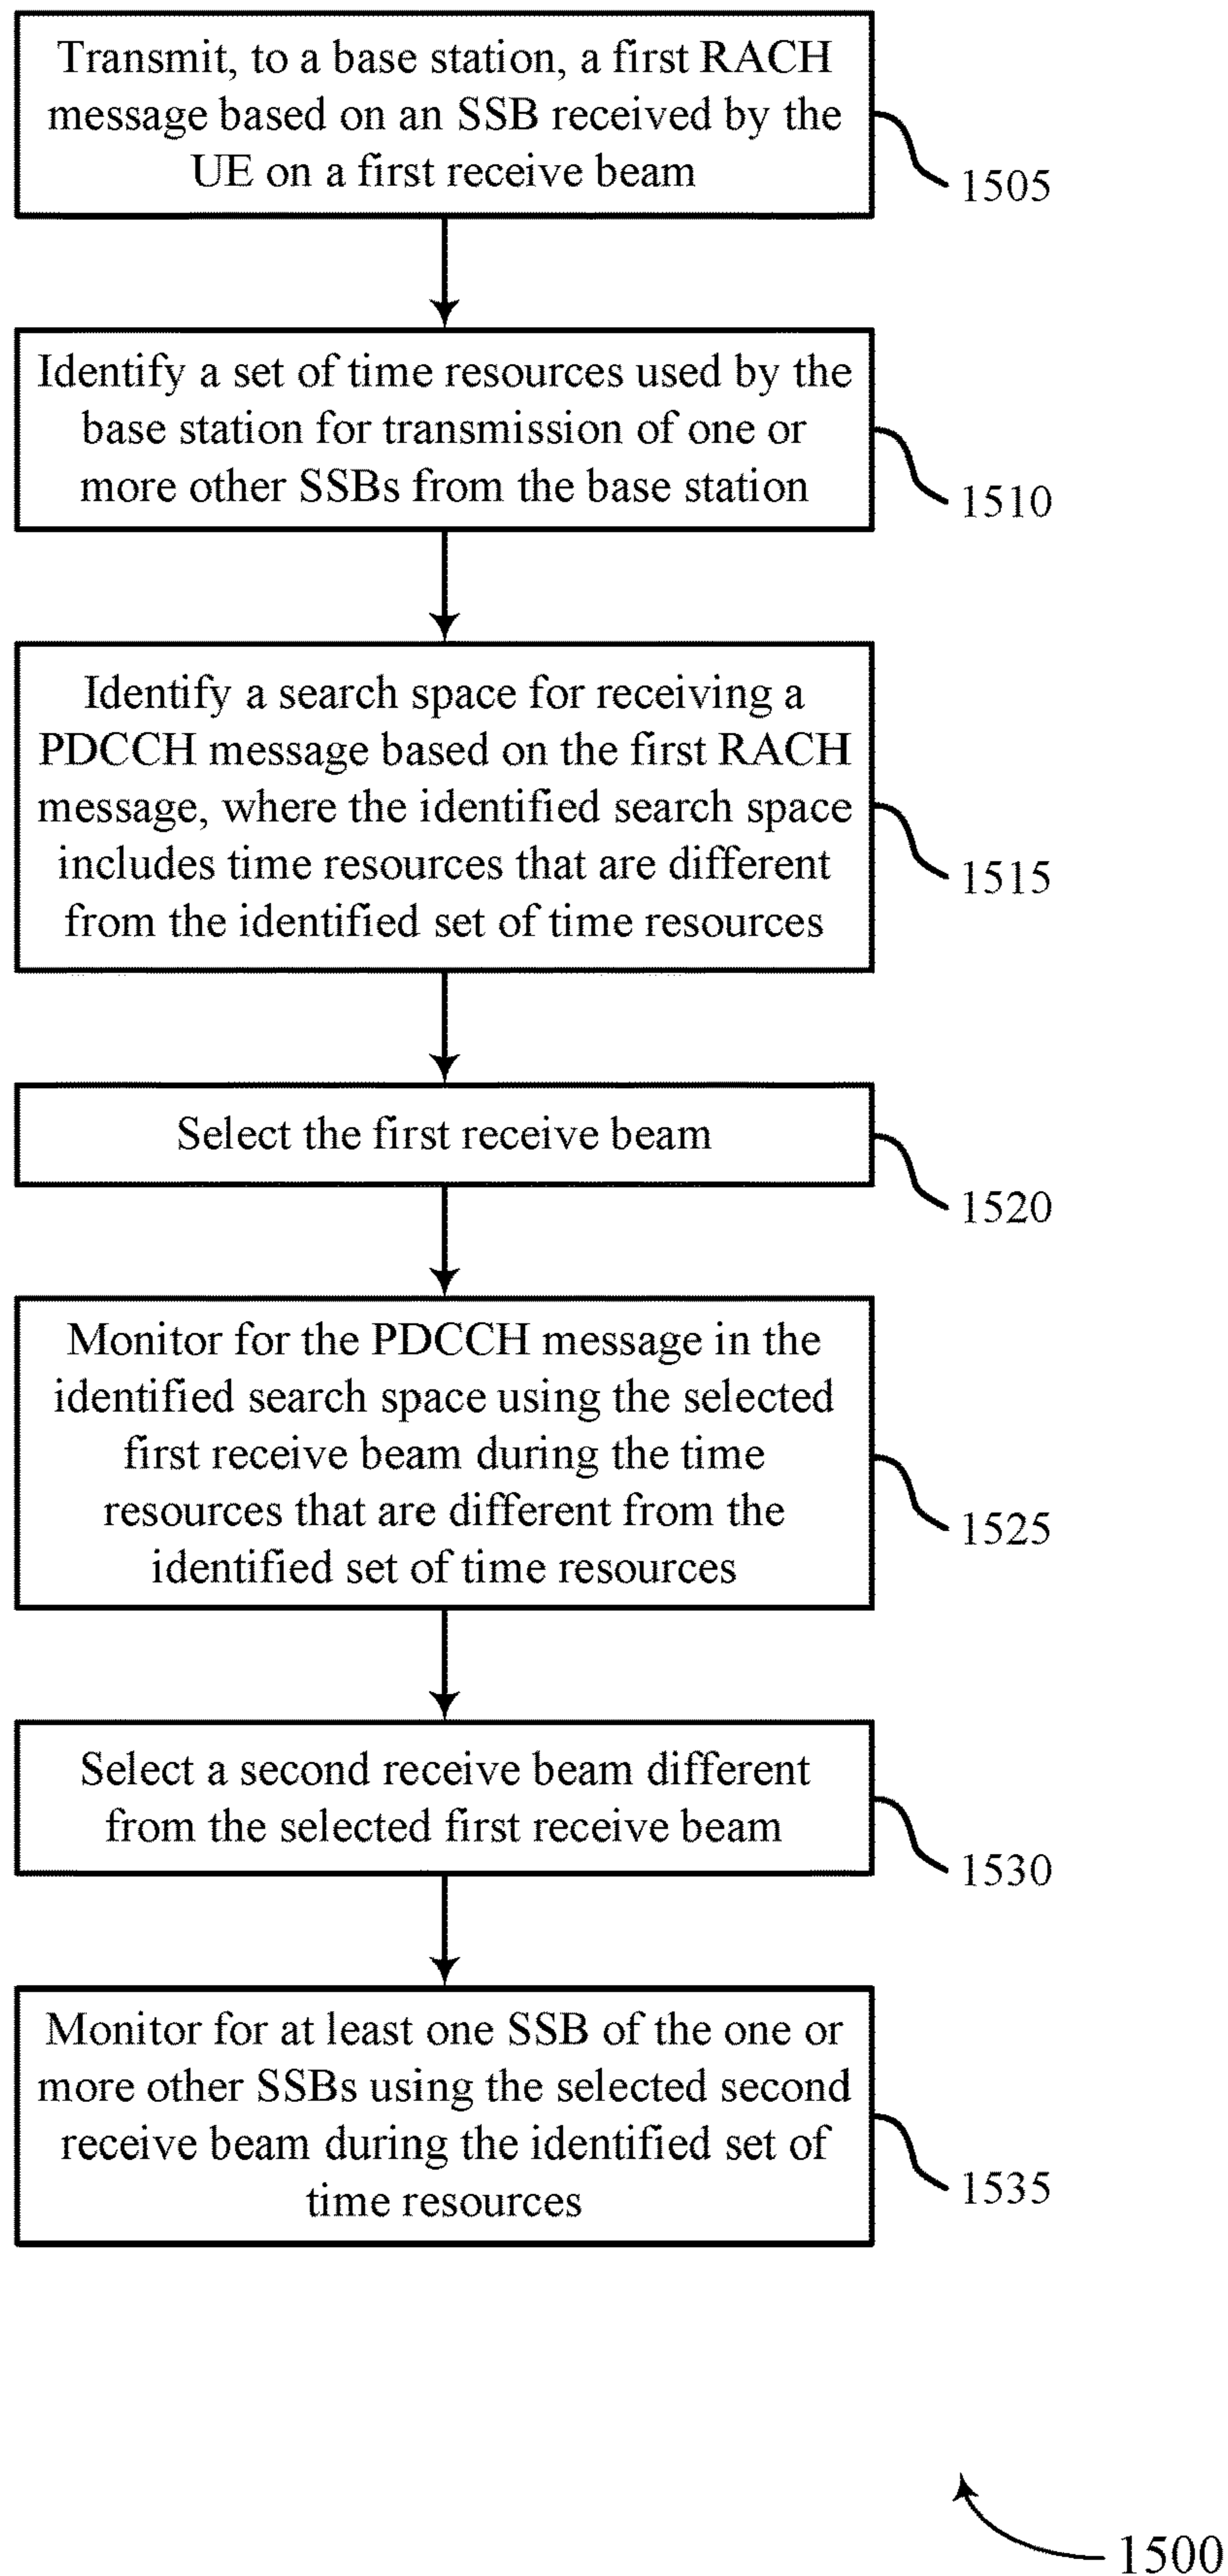 Transmit, to a base station, a first RACH
message based on an SSB received by the
UE on a first receive beam
1505
Identify a set of time resources used by the
base station for transmission of one or
more other SSBs from the base station
1510
Identify a search space for receiving a
PDCCH message based on the first RACH
message, where the identified search space
includes time resources that are different
from the identified set of time resources
1515
Select the first receive beam
1520
Monitor for the PDCCH message in the
identified search space using the selected
first receive beam during the time
resources that are different from the
identified set of time resources
1525
Select a second receive beam different
from the selected first receive beam
1530
Monitor for at least one SSB of the one or
more other SSBs using the selected second
receive beam during the identified set of
time resources
1535
1500